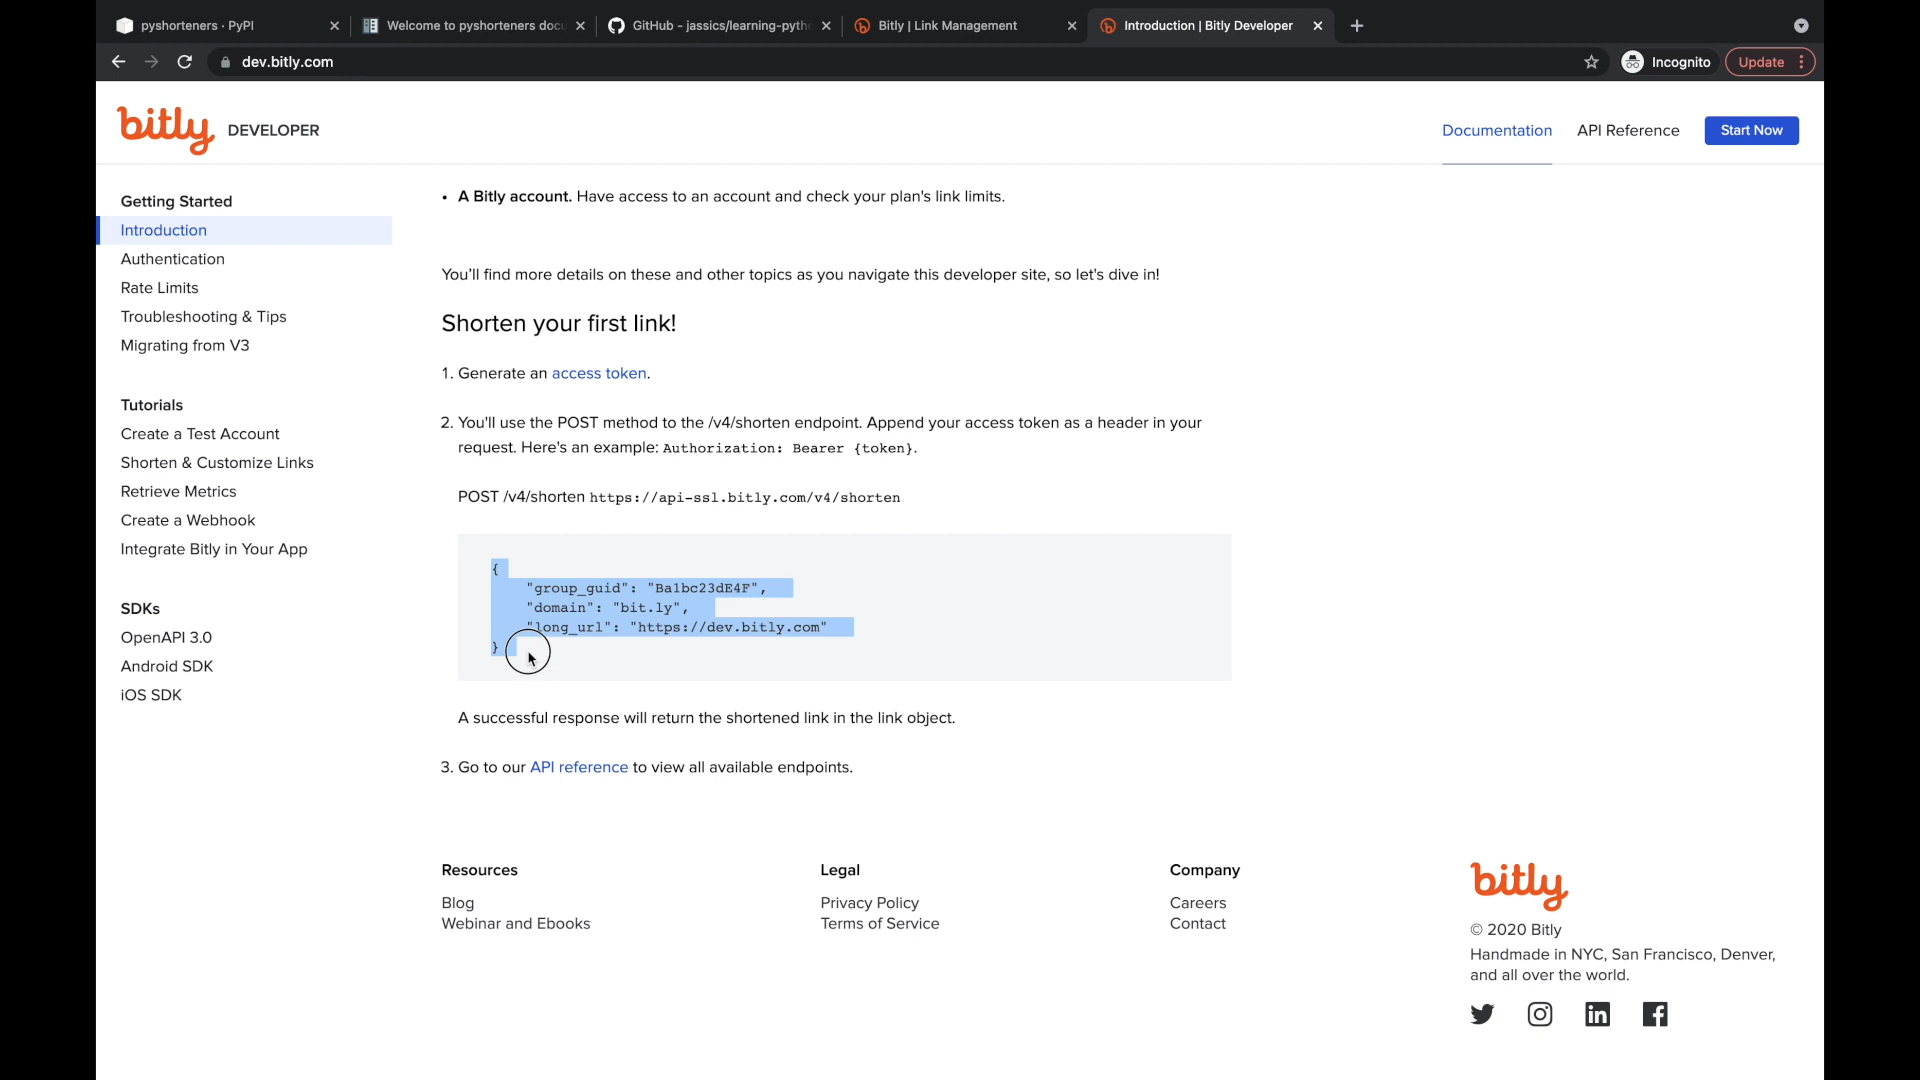 pyshorteners · PyPI
Welcome to pyshorteners docu
GitHub - jassics/learning-pytho
Bitly | Link Management
Introduction | Bitly Developer
dev.bitly.com
Incognito
Update
bitly DEVELOPER
Documentation
API Reference
Start Now
Getting Started
Introduction
Authentication
Rate Limits
Troubleshooting & Tips
Migrating from V3
Tutorials
Create a Test Account
Shorten & Customize Links
Retrieve Metrics
Create a Webhook
Integrate Bitly in Your App
SDKs
OpenAPI 3.0
Android SDK
iOS SDK
• A Bitly account. Have access to an account and check your plan's link limits.
You'll find more details on these and other topics as you navigate this developer site, so let's dive in!
Shorten your first link!
1. Generate an access token.
2. You'll use the POST method to the /v4/shorten endpoint. Append your access token as a header in your
request. Here's an example: Authorization: Bearer {token}.
POST /v4/shorten https://api-ssl.bitly.com/v4/shorten
{
"group_guid": "Ba1bc23dE4F",
"domain": "bit.ly",
"long_url": "https://dev.bitly.com"
}
A successful response will return the shortened link in the link object.
3. Go to our API reference to view all available endpoints.
Resources
Blog
Webinar and Ebooks
Legal
Privacy Policy
Terms of Service
Company
Careers
Contact
bitly
© 2020 Bitly
Handmade in NYC, San Francisco, Denver,
and all over the world.